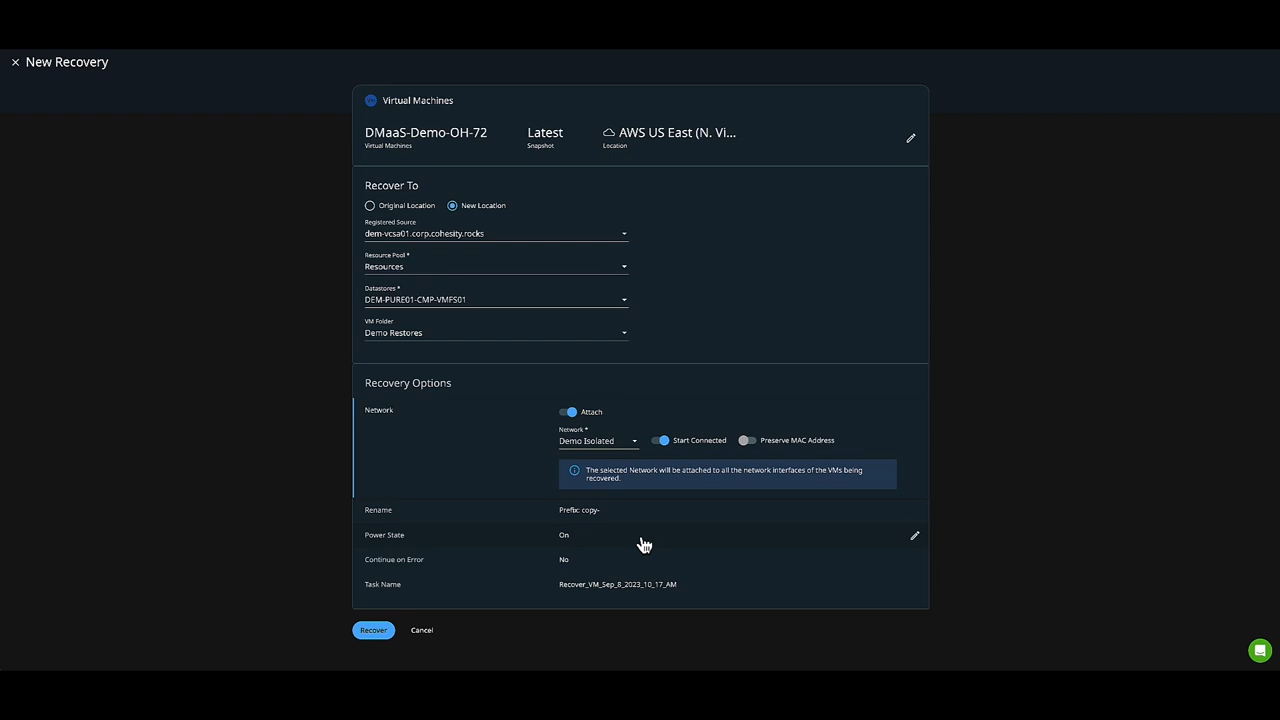 × New Recovery
Virtual Machines
DMaaS-Demo-OH-72 Latest AWS US East (N. Vi...
Virtual Machines Snapshot Location
Recover To
Original Location New Location
Registered Source
dem-vcsa01.corp.cohesity.rocks
Resource Pool *
Resources
Datastores *
DEM-PURE01-CMP-VMFS01
VM Folder
Demo Restores
Recovery Options
Network Attach
Network *
Demo Isolated Start Connected Preserve MAC Address
The selected Network will be attached to all the network interfaces of the VMs being
recovered.
Rename Prefix: copy-
Power State On
Continue on Error No
Task Name Recover_VM_Sep_8_2023_10_17_AM
Recover Cancel